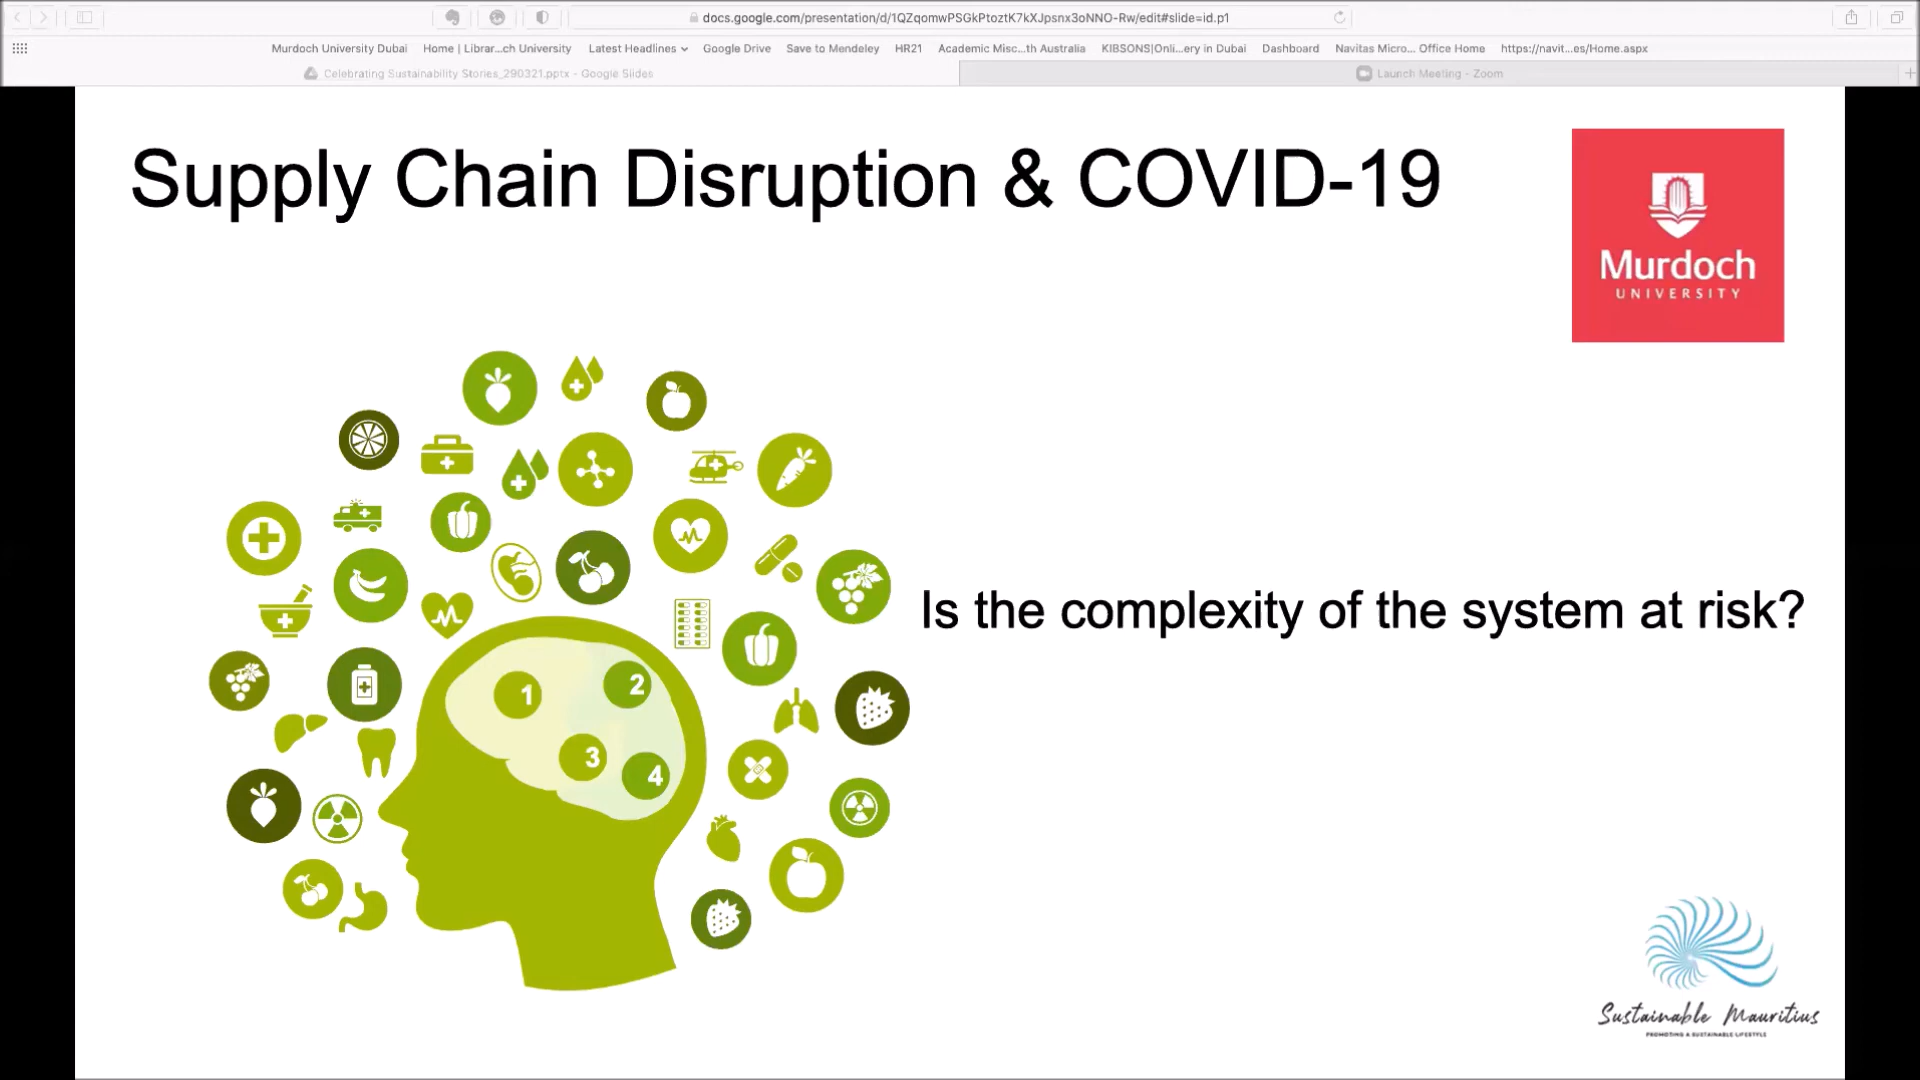 docs.google.com/presentation/d/1QZqomwPSGkPtoztK7kXJpsnx3oNNO-Rw/edit#slide=id.p1
Murdoch University Dubai Home | Librar...ch University Latest Headlines Google Drive Save to Mendeley HR21 Academic Misc...th Australia KIBSONS|Onli...ery in Dubai Dashboard Navitas Micro... Office Home https://navit...es/Home.aspx
Celebrating Sustainability Stories_290321.pptx - Google Slides Launch Meeting - Zoom
Supply Chain Disruption & COVID-19
Murdoch
UNIVERSITY
Is the complexity of the system at risk?
1
2
3
4
Sustainable Mauritius
PROMOTING A SUSTAINABLE LIFESTYLE